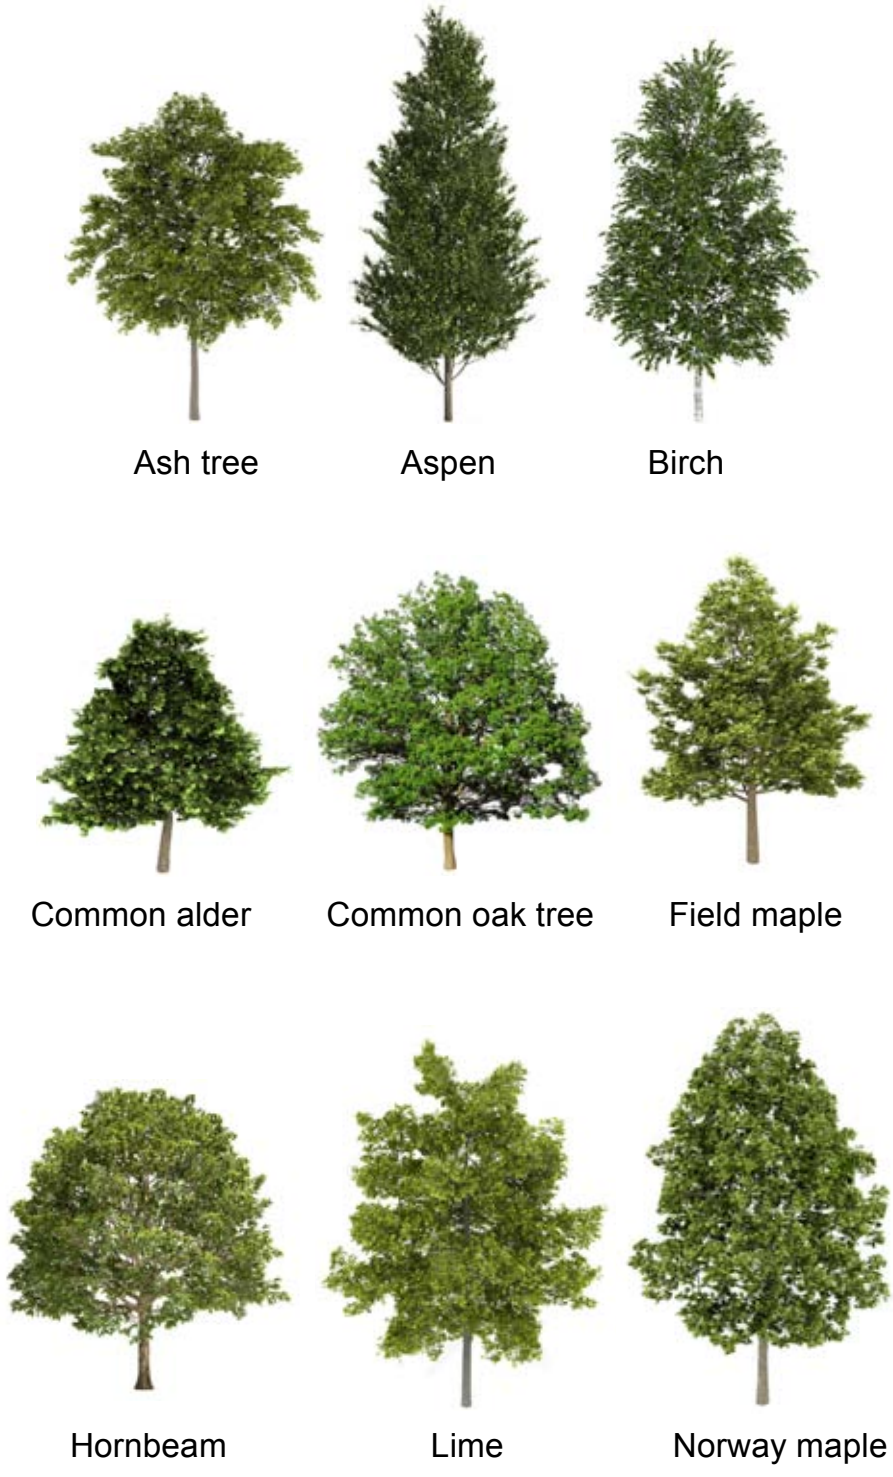 Ash tree
Aspen
Birch
Common alder
Common oak tree
Field maple
Hornbeam
Lime
Norway maple